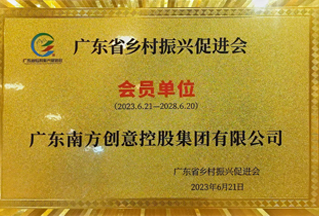 广东省乡村振兴促进会
会员单位
(2023.6.21—2028.6.20)
广东南方创意控股集团有限公司
广东省乡村振兴促进会
2023年6月21日